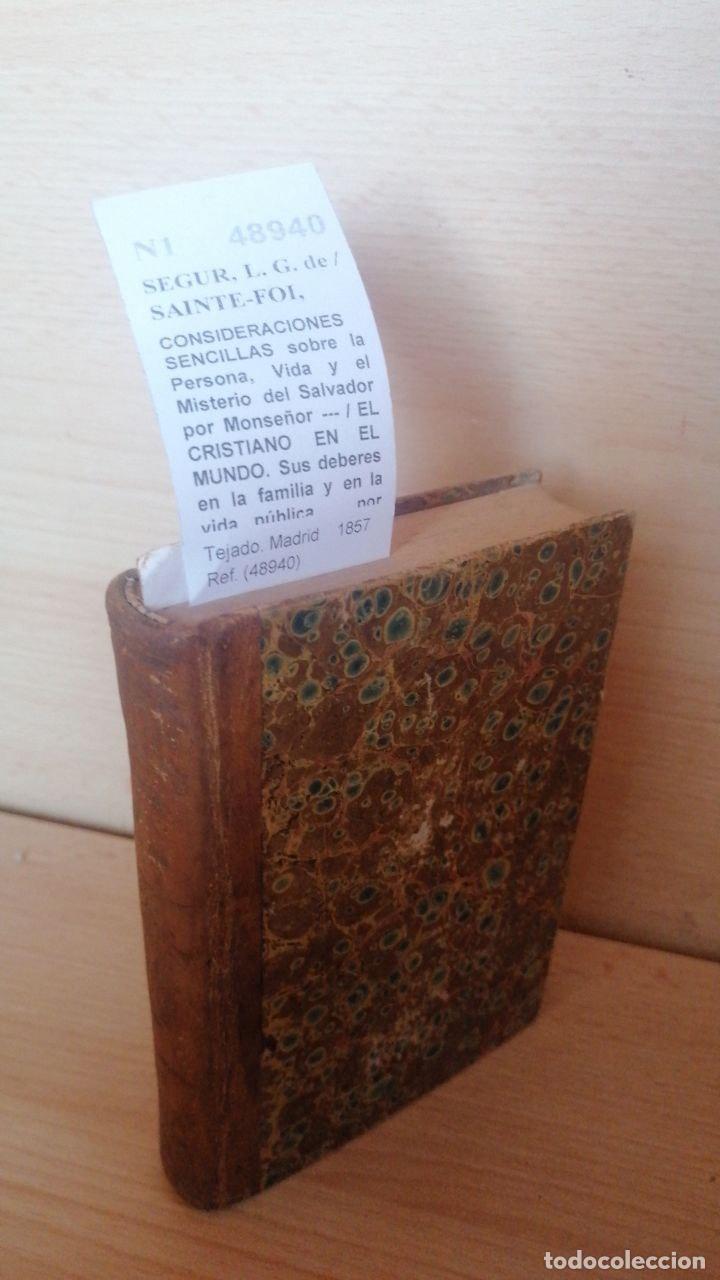 N1 48940
SEGUR, L. G. de /
SAINTE-FOI,
CONSIDERACIONES
SENCILLAS sobre la
Persona, Vida y el
Misterio del Salvador
por Monseñor --- / EL
CRISTIANO EN EL
MUNDO. Sus deberes
en la familia y en la
vida pública por
Tejado. Madrid 1857
Ref. (48940)
todocoleccion